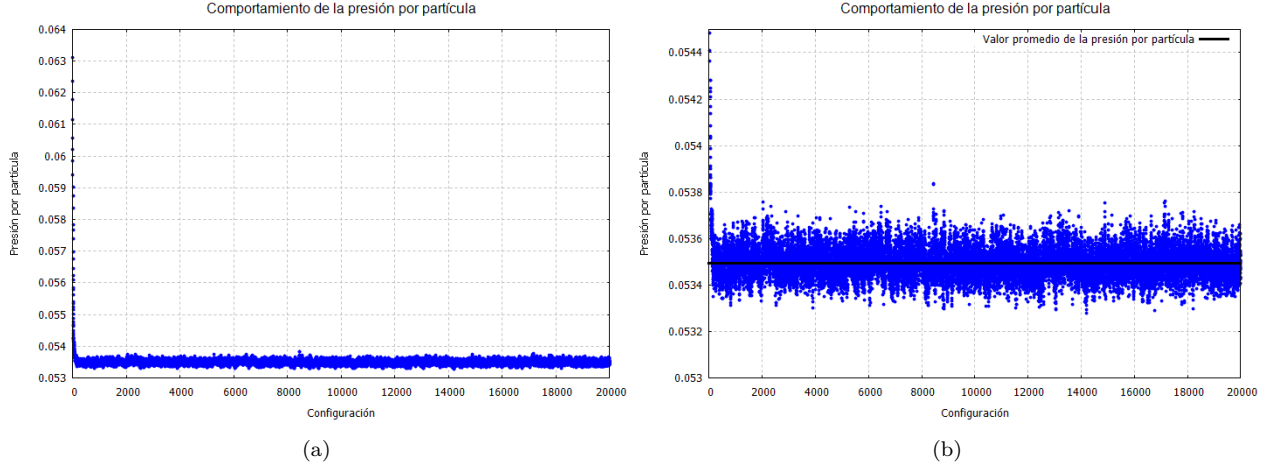 Comportamiento de la presión por partícula
0.064
0.063
0.062
0.061
0.06
0.059
0.058
0.057
0.056
0.055
0.054
0.053
Presión por partícula
0 2000 4000 6000 8000 10000 12000 14000 16000 18000 20000
Configuración
(a)
Comportamiento de la presión por partícula
Valor promedio de la presión por partícula
0.0544
0.0542
0.054
0.0538
0.0536
0.0534
0.0532
0.053
Presión por partícula
0 2000 4000 6000 8000 10000 12000 14000 16000 18000 20000
Configuración
(b)